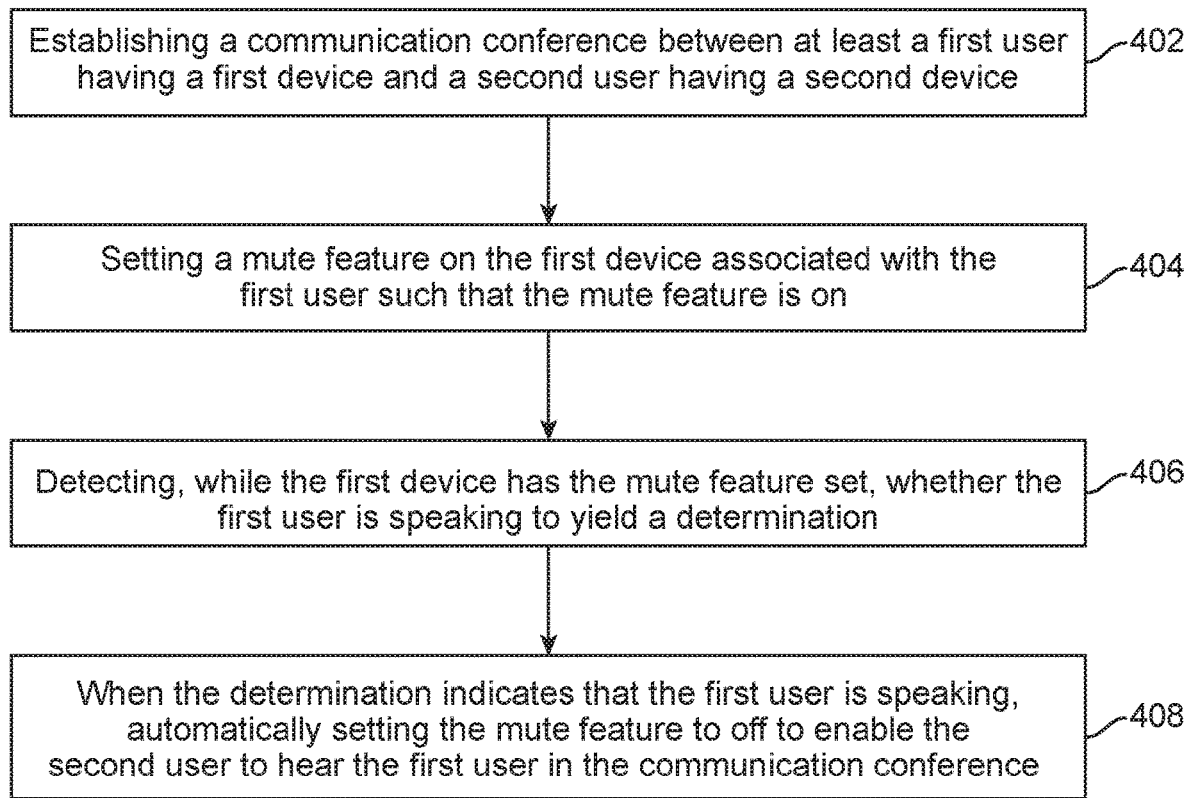 Establishing a communication conference between at least a first user
having a first device and a second user having a second device
402
Setting a mute feature on the first device associated with the
first user such that the mute feature is on
404
Detecting, while the first device has the mute feature set, whether the
first user is speaking to yield a determination
406
When the determination indicates that the first user is speaking,
automatically setting the mute feature to off to enable the
second user to hear the first user in the communication conference
408